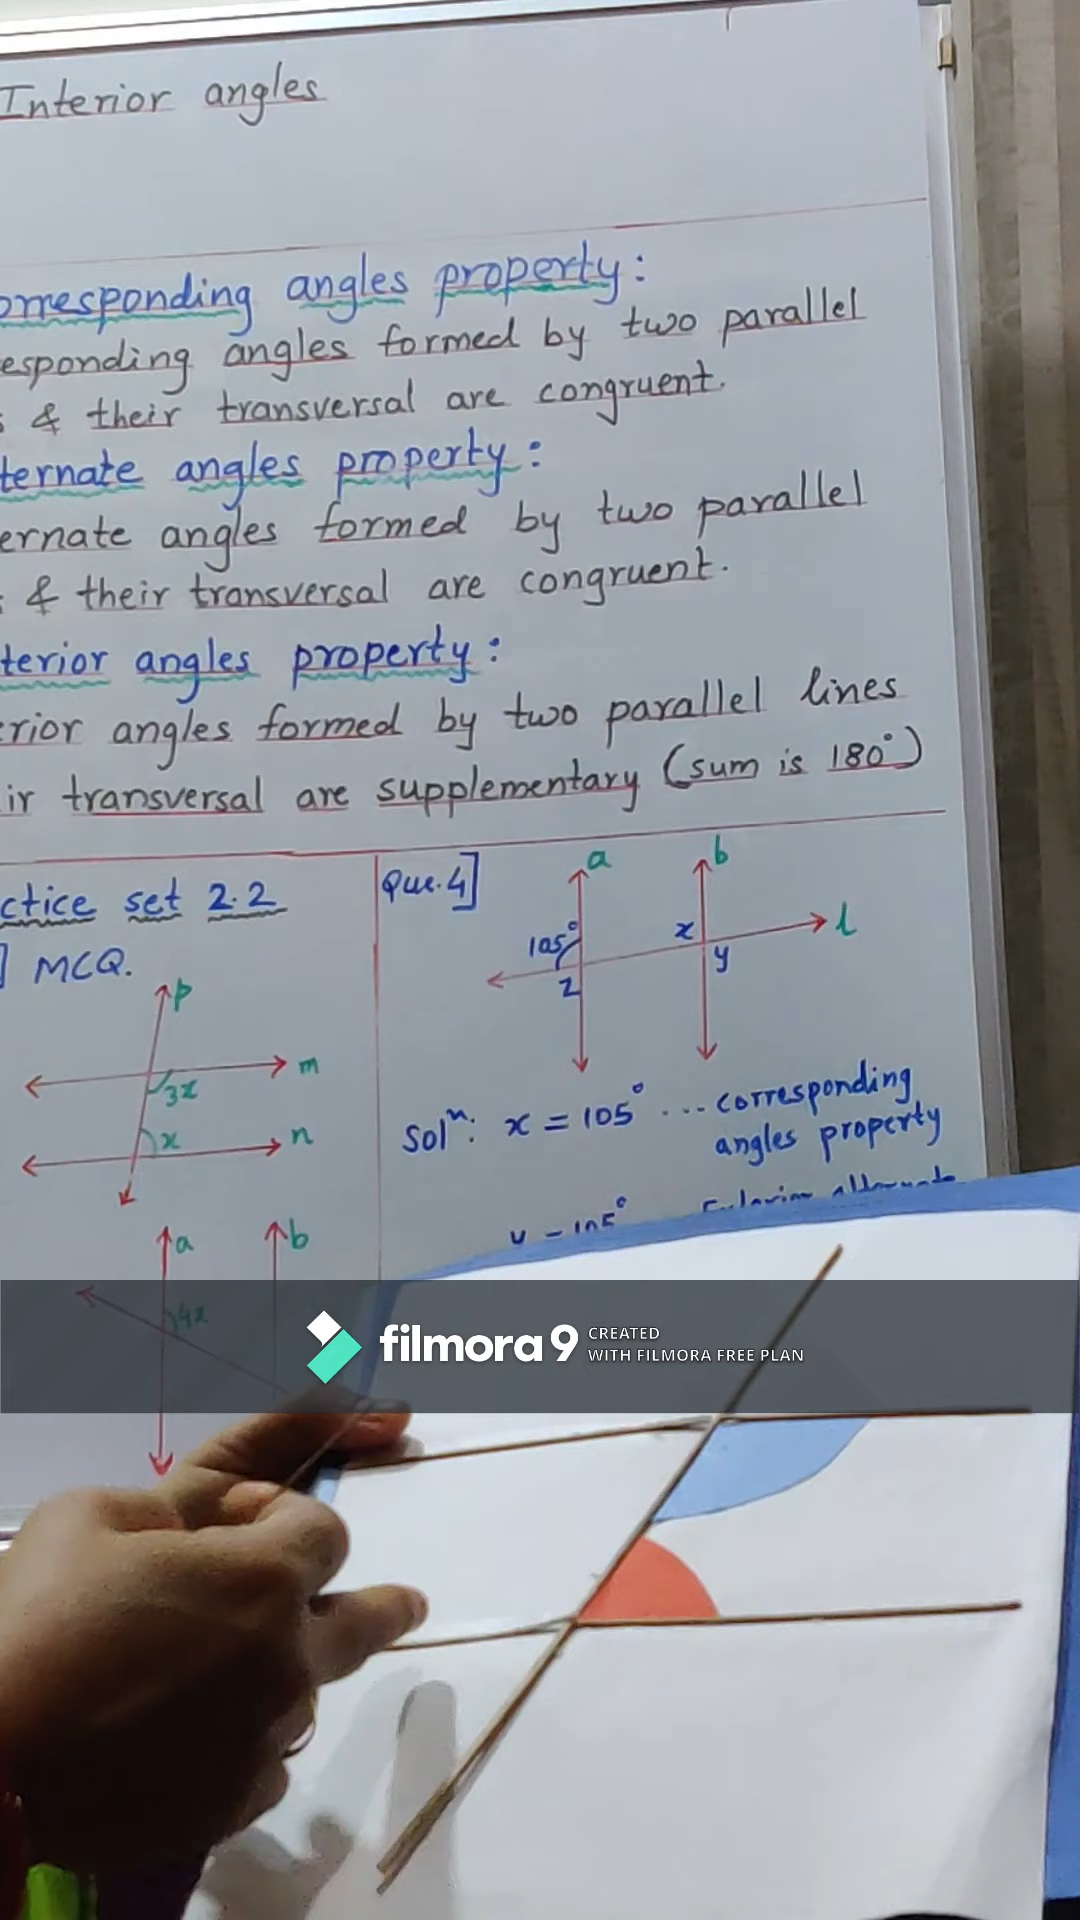 Interior angles
orresponding angles property:
esponding angles formed by two parallel
s & their transversal are congruent.
ternate angles property:
ernate angles formed by two parallel
s & their transversal are congruent.
terior angles property:
rior angles formed by two parallel lines
ir transversal are supplementary (sum is 180°)
ctice set 2.2
] MCQ.
p
m
3x
x
n
a
b
4x
Que.4]
a
b
105°
x
l
y
z
Solⁿ: x = 105° ... corresponding
angles property
y = 105°
filmora9 CREATED
WITH FILMORA FREE PLAN